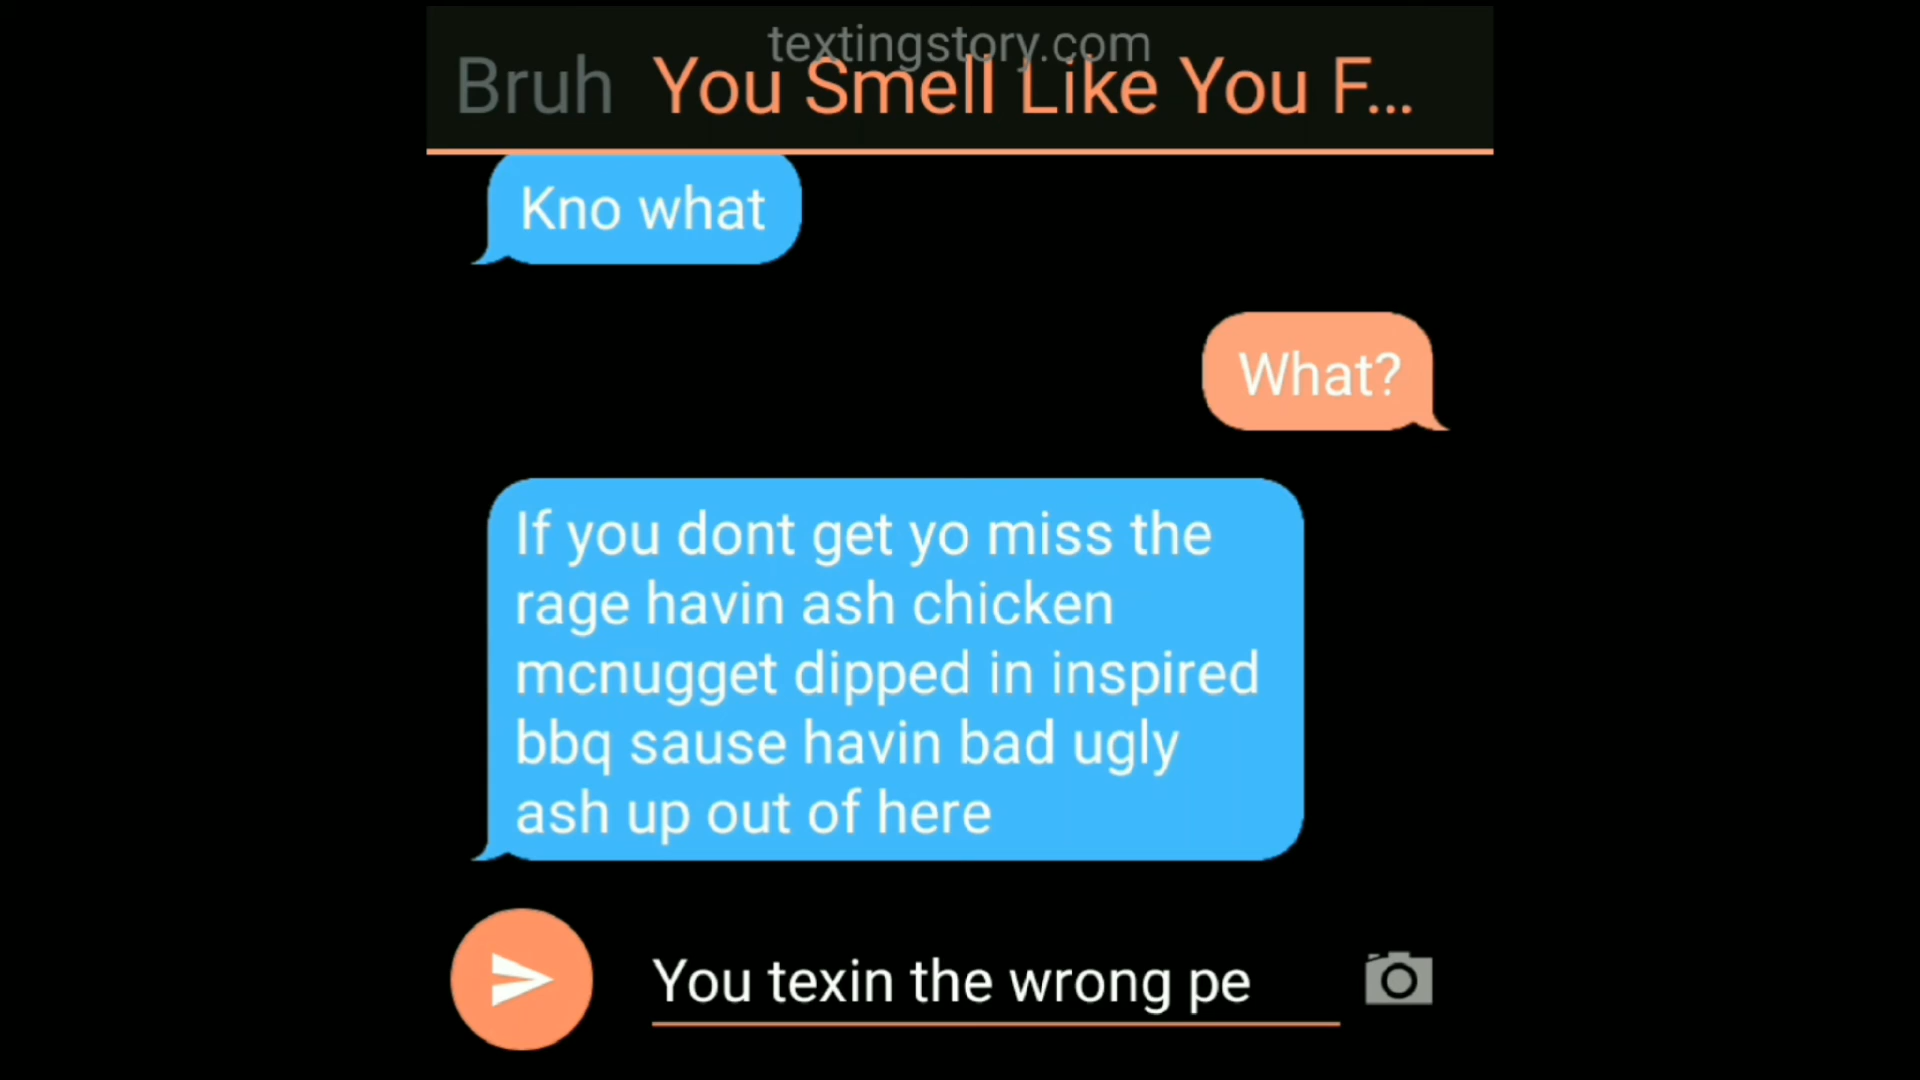 textingstory.com
Bruh You Smell Like You F...
Kno what
What?
If you dont get yo miss the
rage havin ash chicken
mcnugget dipped in inspired
bbq sause havin bad ugly
ash up out of here
You texin the wrong pe